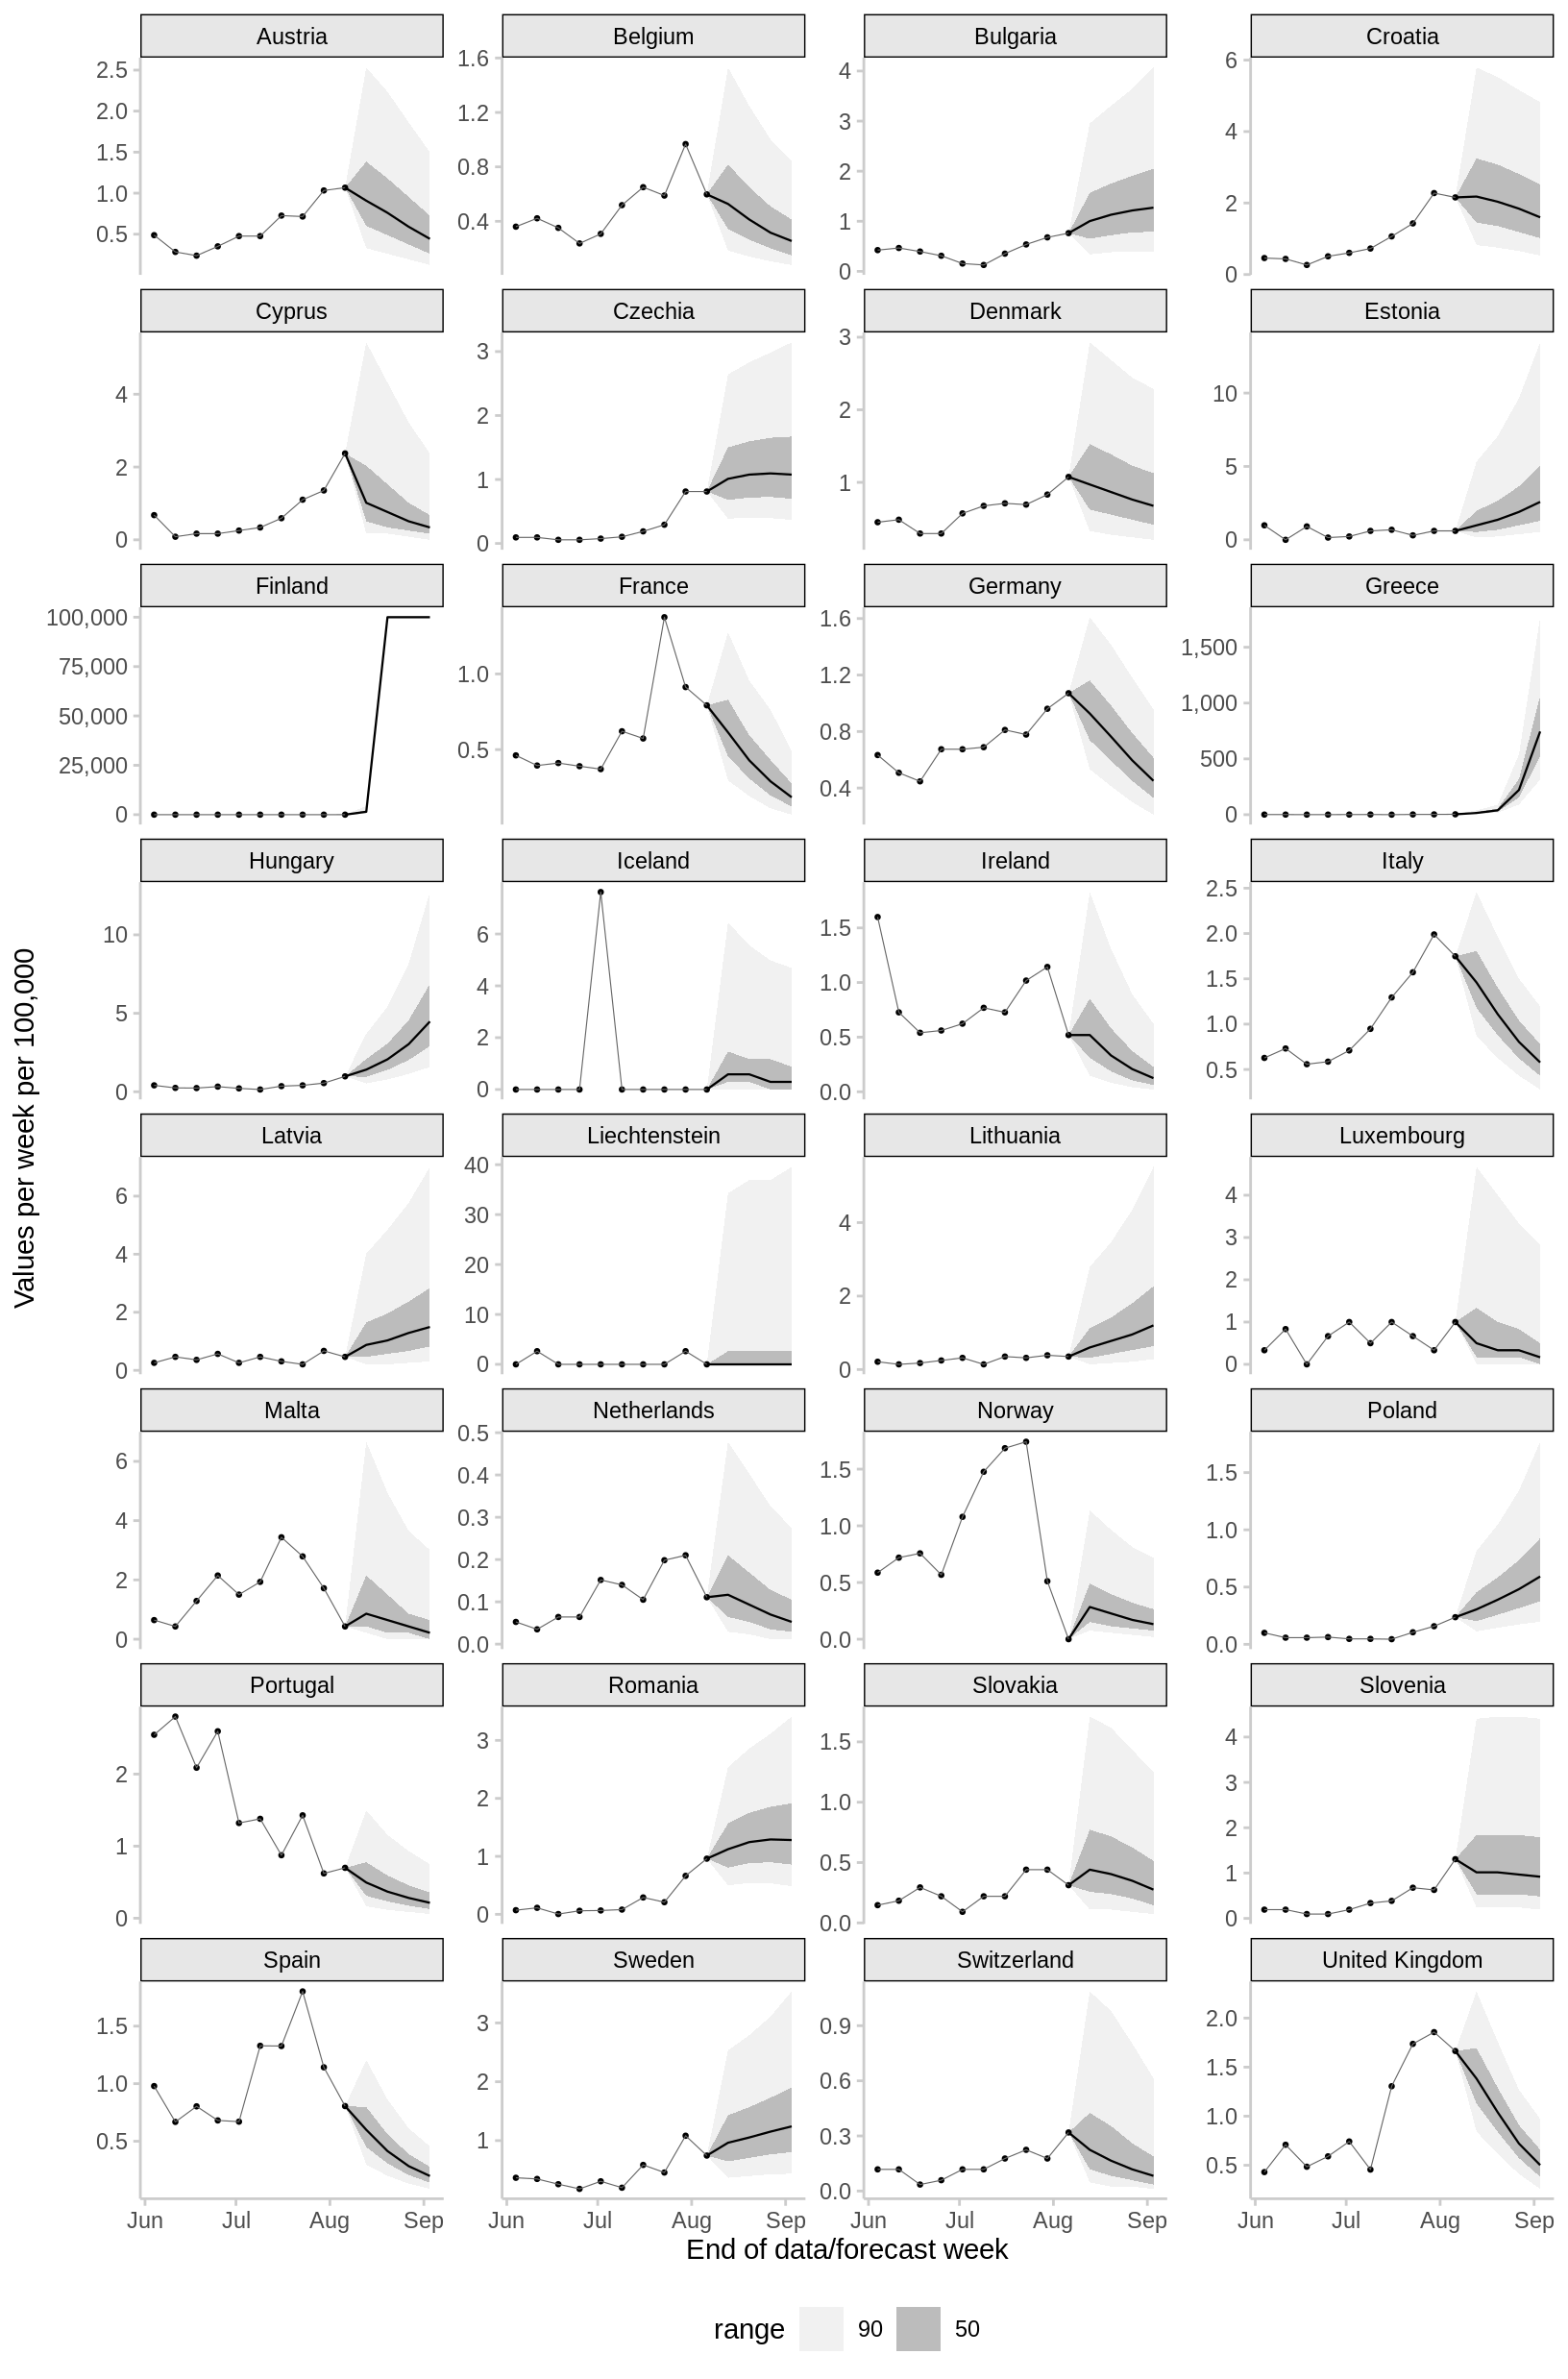 Austria Belgium Bulgaria Croatia
2.5 2.0 1.5 1.0 0.5
1.6 1.2 0.8 0.4
4 3 2 1 0
6 4 2 0
Cyprus Czechia Denmark Estonia
4 2 0
3 2 1 0
3 2 1
10 5 0
Finland France Germany Greece
100,000 75,000 50,000 25,000 0
1.0 0.5
1.6 1.2 0.8 0.4
1,500 1,000 500 0
Hungary Iceland Ireland Italy
10 5 0
6 4 2 0
1.5 1.0 0.5 0.0
2.5 2.0 1.5 1.0 0.5
Values per week per 100,000
Latvia Liechtenstein Lithuania Luxembourg
6 4 2 0
40 30 20 10 0
4 2 0
4 3 2 1 0
Malta Netherlands Norway Poland
6 4 2 0
0.5 0.4 0.3 0.2 0.1 0.0
1.5 1.0 0.5 0.0
1.5 1.0 0.5 0.0
Portugal Romania Slovakia Slovenia
2 1 0
3 2 1 0
1.5 1.0 0.5 0.0
4 3 2 1 0
Spain Sweden Switzerland United Kingdom
1.5 1.0 0.5
3 2 1
0.9 0.6 0.3 0.0
2.0 1.5 1.0 0.5
Jun Jul Aug Sep Jun Jul Aug Sep Jun Jul Aug Sep Jun Jul Aug Sep
End of data/forecast week
range 90 50